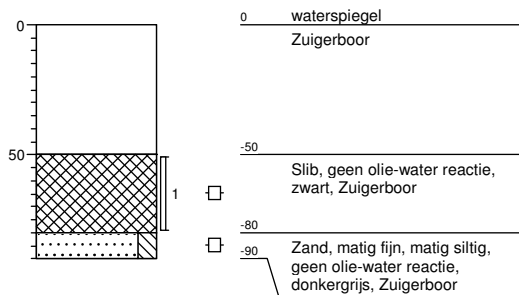 0
50
1
0
waterspiegel
Zuigerboor
-50
Slib, geen olie-water reactie,
zwart, Zuigerboor
-80
Zand, matig fijn, matig siltig,
geen olie-water reactie,
donkergrijs, Zuigerboor
-90